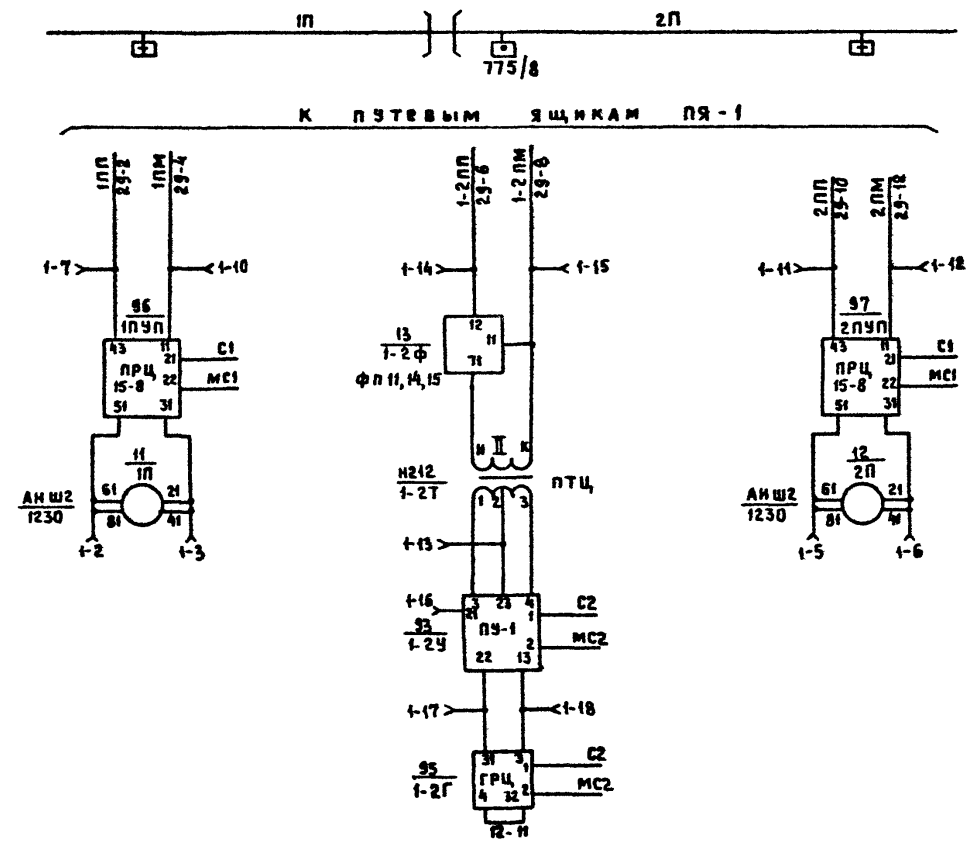 1П 2П
775/8
К ПУТЕВЫМ ЯЩИКАМ ПЯ-1
1ПП
29-2
1ПМ
29-4
1-2ПП
29-6
1-2ПМ
29-8
2ПП
29-10
2ПМ
29-12
1-7 1-10
1-14 1-15
1-11 1-12
96
1ПУП
43 11
21
22
ПРЦ
15-8
51 31
С1
МС1
11
1П
АНШ2
1230
61 21
81 41
1-2 1-3
13
1-2Ф
ФП 11,14,15
12
11
71
Н II К
Н212
1-2Т
ПТЦ
1 2 3
1-13
1-16
93
1-2У
3 23 4
21 1
ПУ-1
2
22 13
С2
МС2
1-17 1-18
95
1-2Г
31 3
1
ГРЦ
2
4 32
С2
МС2
12-11
97
2ПУП
43 11
21
22
ПРЦ
15-8
51 31
С1
МС1
12
2П
АНШ2
1230
61 21
81 41
1-5 1-6